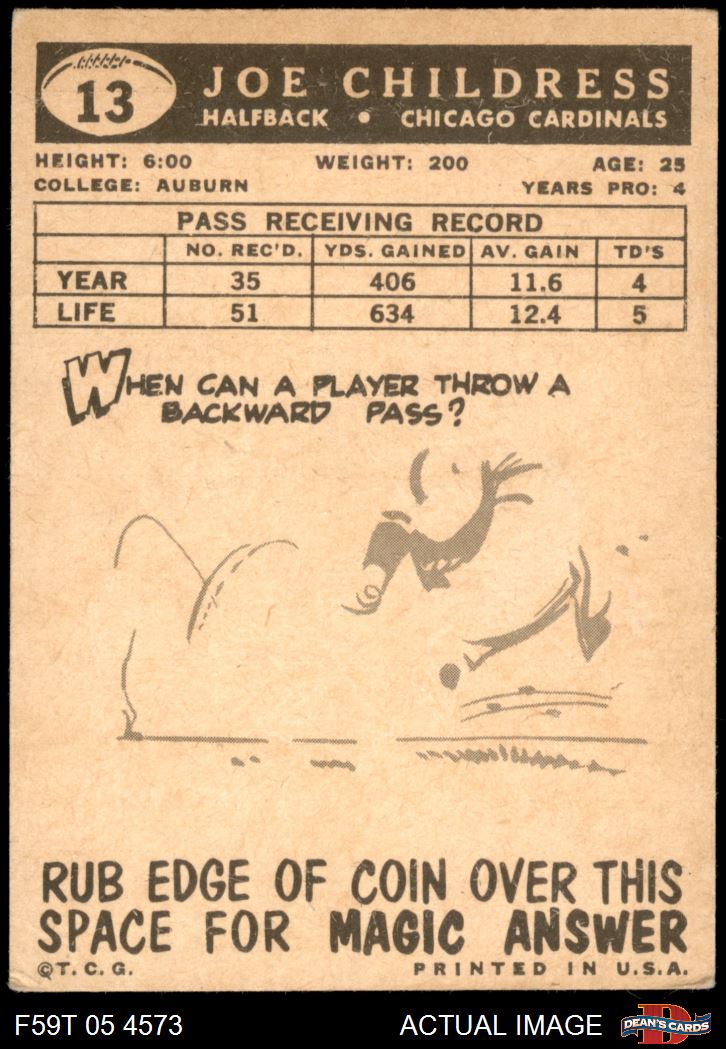 13
JOE CHILDRESS
HALFBACK • CHICAGO CARDINALS
HEIGHT: 6:00 WEIGHT: 200 AGE: 25
COLLEGE: AUBURN YEARS PRO: 4
PASS RECEIVING RECORD
NO. REC'D. YDS. GAINED AV. GAIN TD'S
YEAR 35 406 11.6 4
LIFE 51 634 12.4 5
WHEN CAN A PLAYER THROW A
BACKWARD PASS?
RUB EDGE OF COIN OVER THIS
SPACE FOR MAGIC ANSWER
©T. C. G. PRINTED IN U.S.A.
F59T 05 4573 ACTUAL IMAGE D DEAN'S CARDS